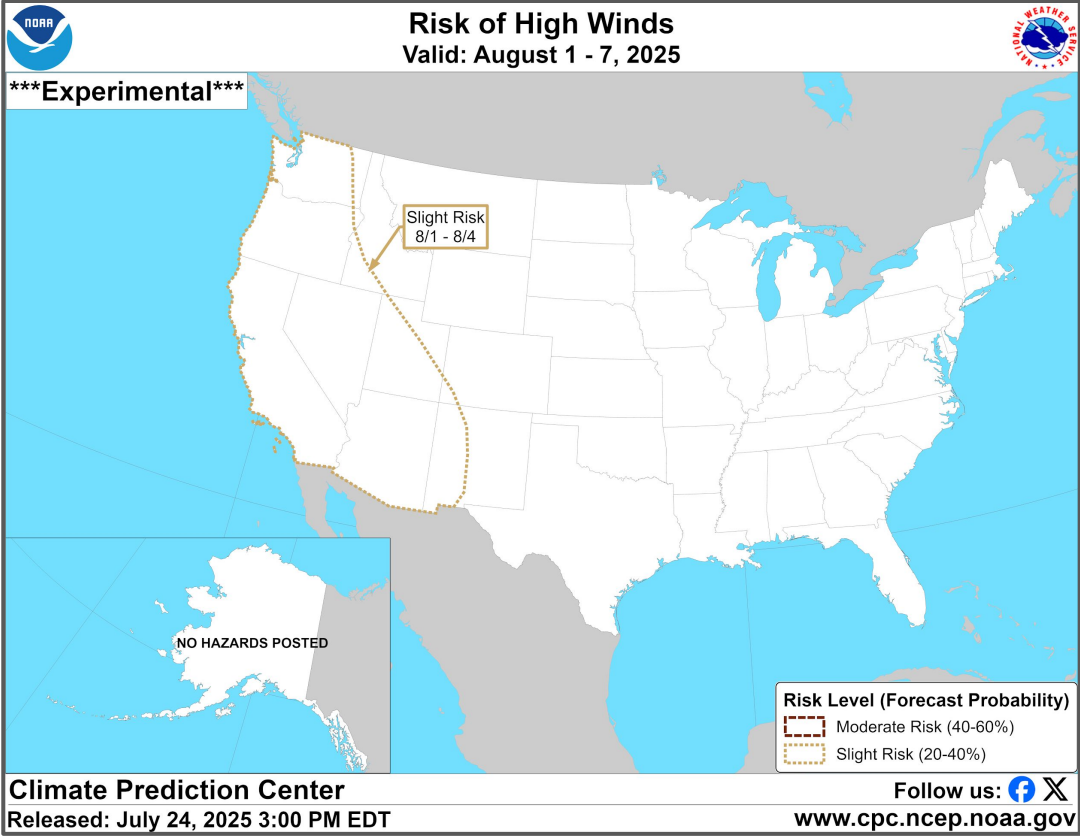 NOAA
Risk of High Winds
Valid: August 1 - 7, 2025
NATIONAL WEATHER SERVICE
***Experimental***
Slight Risk
8/1 - 8/4
NO HAZARDS POSTED
Risk Level (Forecast Probability)
Moderate Risk (40-60%)
Slight Risk (20-40%)
Climate Prediction Center
Follow us:
Released: July 24, 2025 3:00 PM EDT
www.cpc.ncep.noaa.gov